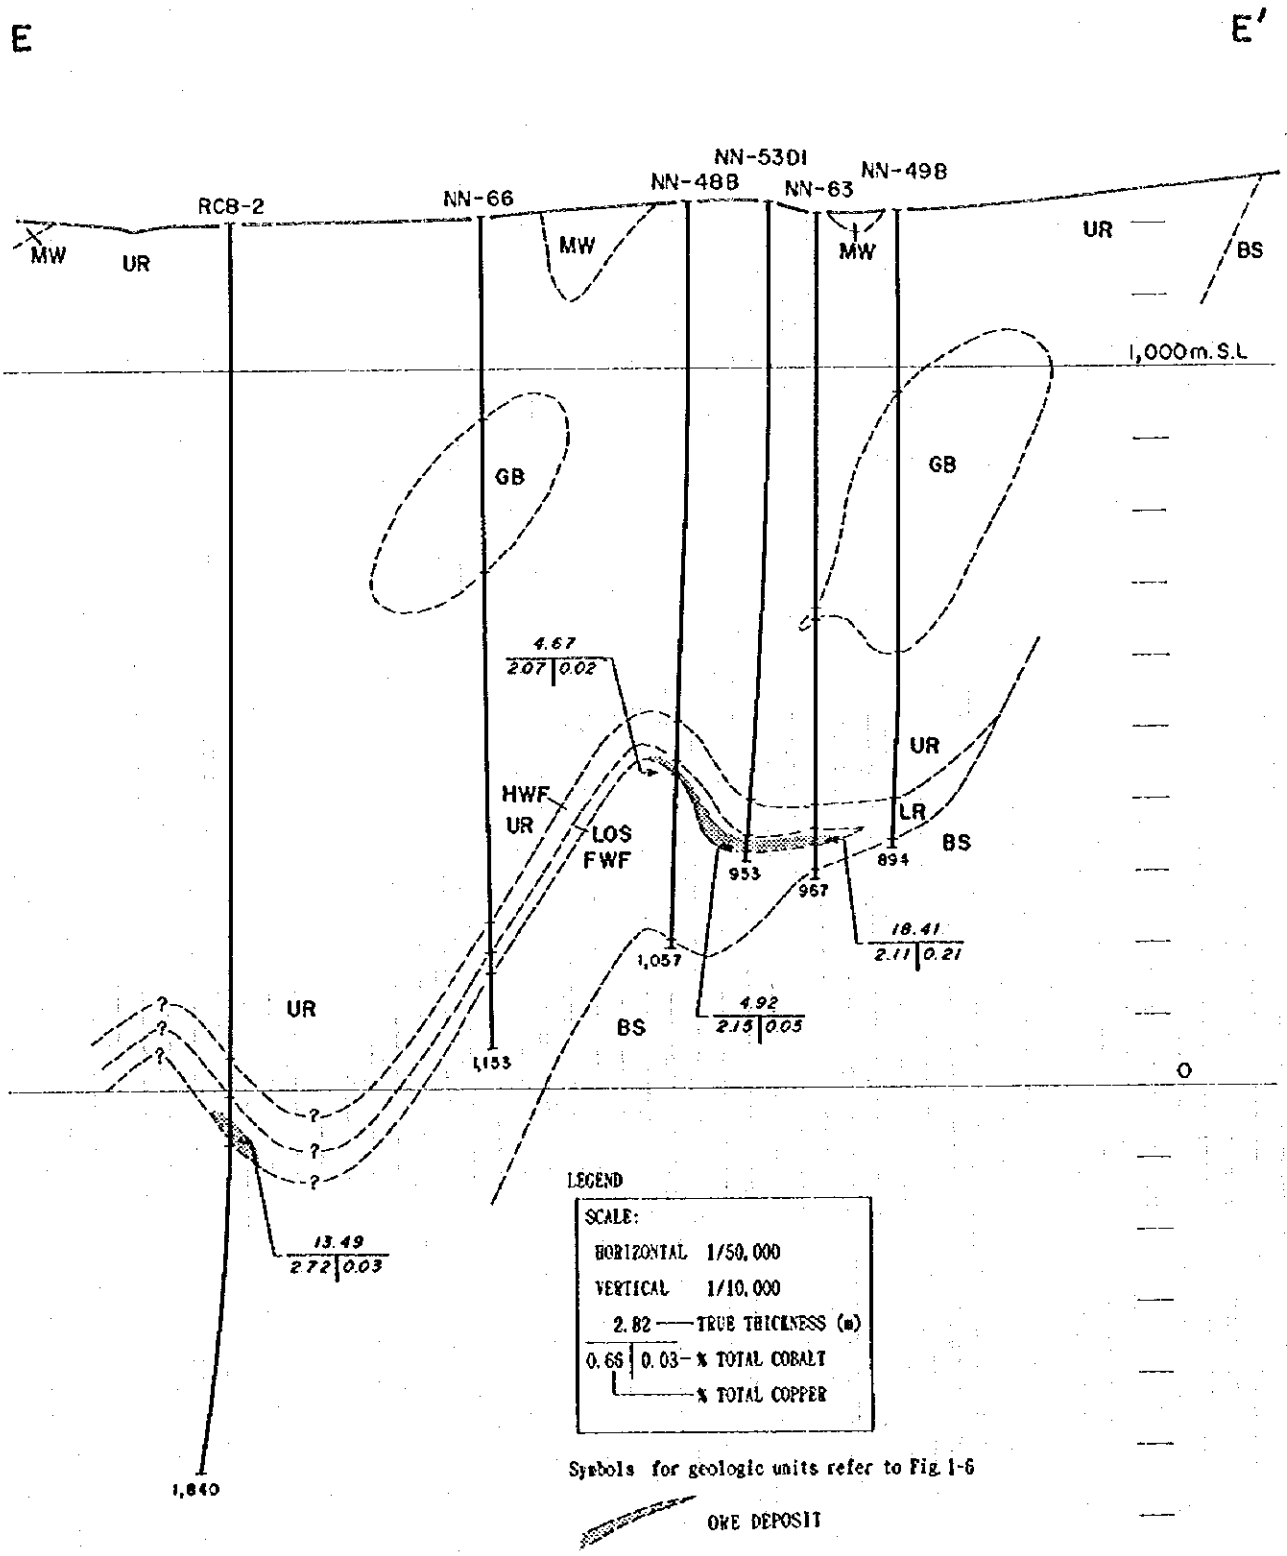 E
E'
NN-53D1
NN-48B
NN-49B
NN-63
NN-66
RCB-2
MW
UR
MW
MW
UR
BS
1,000 m. S.L
GB
GB
4.67
2.07 0.02
HWF
UR
LOS
FWF
UR
LR
BS
953
967
894
1,057
18.41
2.11 0.21
4.92
2.15 0.05
UR
BS
1,153
?
?
?
?
?
?
0
13.49
2.72 0.03
1,840
LEGEND
SCALE:
HORIZONTAL 1/50,000
VERTICAL 1/10,000
2.82 TRUE THICKNESS (m)
0.66 0.03 % TOTAL COBALT
% TOTAL COPPER
Symbols for geologic units refer to Fig. 1-6
ORE DEPOSIT